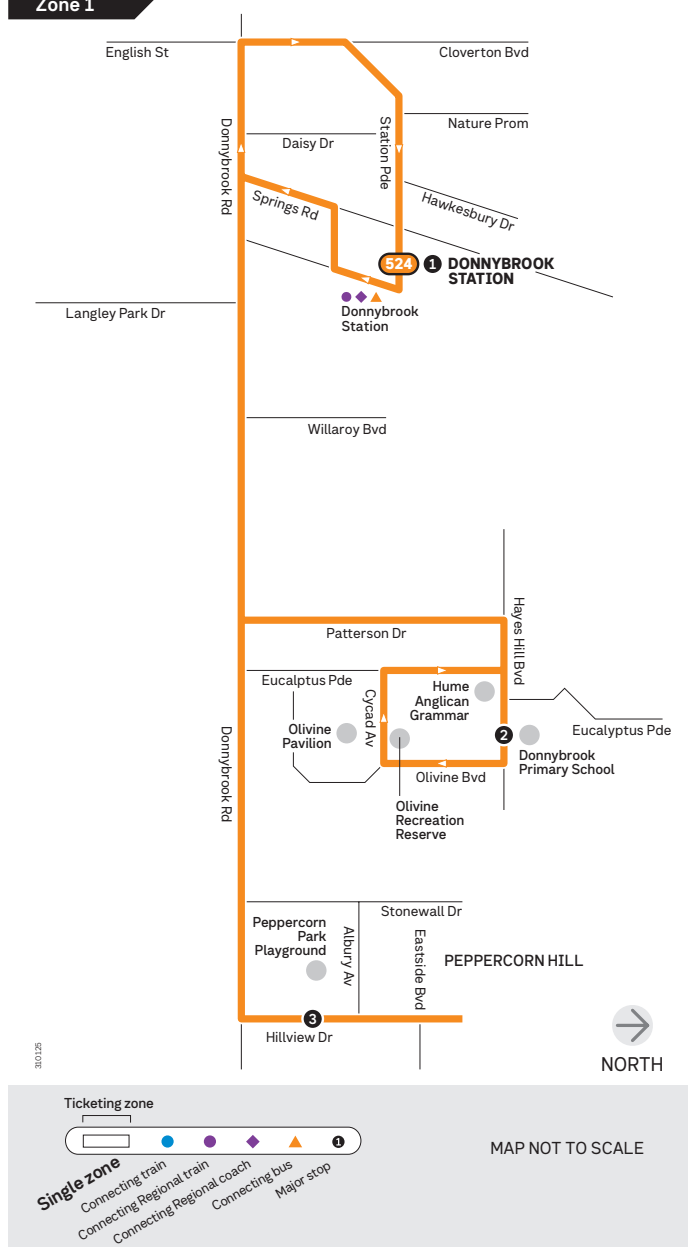 Zone 1
English St
Cloverton Bvd
Nature Prom
Donnybrook Rd
Daisy Dr
Station Pde
Springs Rd
Hawkesbury Dr
524
1 DONNYBROOK
STATION
Langley Park Dr
Donnybrook
Station
Willaroy Bvd
Hayes Hill Bvd
Patterson Dr
Eucalptus Pde
Cycad Av
Hume
Anglican
Grammar
Eucalyptus Pde
Olivine
Pavilion
2
Donnybrook
Primary School
Donnybrook Rd
Olivine Bvd
Olivine
Recreation
Reserve
Stonewall Dr
Peppercorn
Park
Playground
Albury Av
Eastside Bvd
PEPPERCORN HILL
3
Hillview Dr
310125
NORTH
Ticketing zone
1
Single zone
Connecting train
Connecting Regional train
Connecting Regional coach
Connecting bus
Major stop
MAP NOT TO SCALE